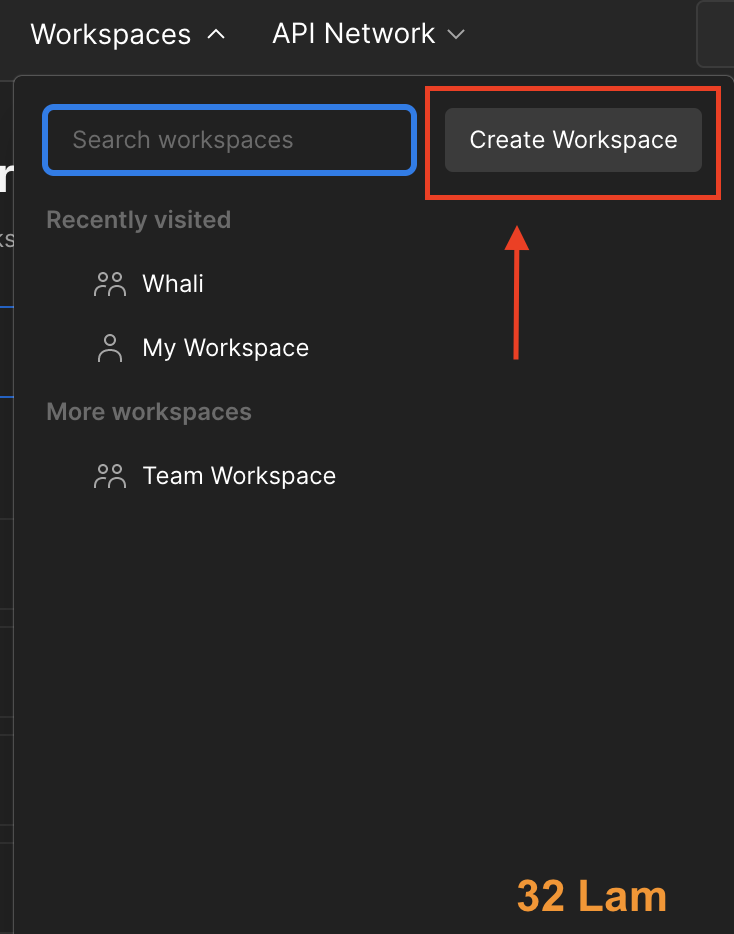 Workspaces API Network
Search workspaces Create Workspace
Recently visited
Whali
My Workspace
More workspaces
Team Workspace
32 Lam